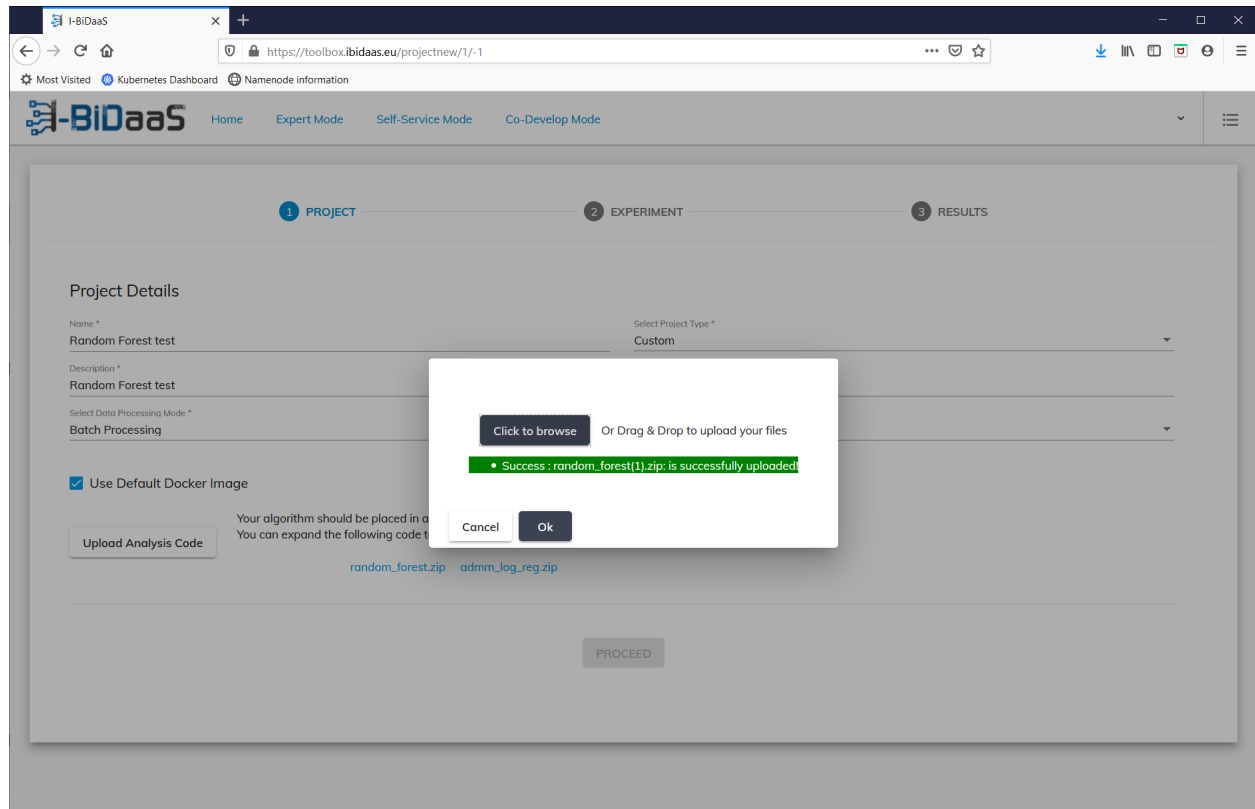 I-BiDaaS
https://toolbox.ibidaas.eu/projectnew/1/-1
Most Visited Kubernetes Dashboard Namenode information
I-BiDaaS Home Expert Mode Self-Service Mode Co-Develop Mode
1 PROJECT 2 EXPERIMENT 3 RESULTS
Project Details
Name * Select Project Type *
Random Forest test Custom
Description *
Random Forest test
Select Data Processing Mode *
Batch Processing
Click to browse Or Drag & Drop to upload your files
• Success : random_forest(1).zip: is successfully uploaded!
Cancel Ok
Use Default Docker Image
Upload Analysis Code
Your algorithm should be placed in a
You can expand the following code t
random_forest.zip admm_log_reg.zip
PROCEED